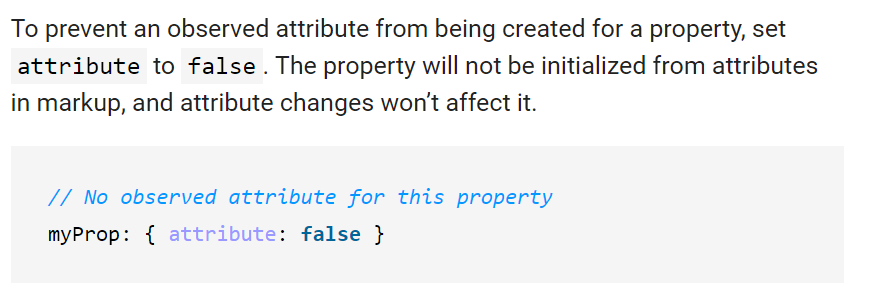 To prevent an observed attribute from being created for a property, set
attribute to false . The property will not be initialized from attributes
in markup, and attribute changes won’t affect it.
// No observed attribute for this property
myProp: { attribute: false }